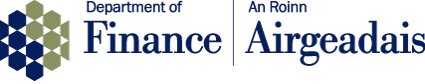 Department of
Finance
An Roinn
Airgeadais